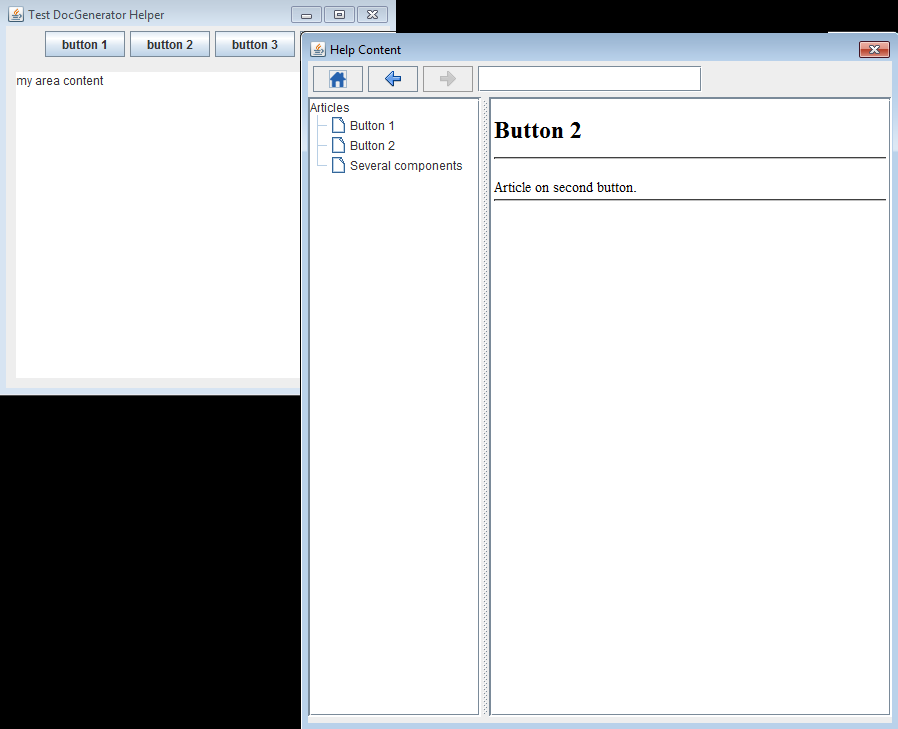 Test DocGenerator Helper
button 1
button 2
button 3
my area content
Help Content
Articles
Button 1
Button 2
Several components
Button 2
Article on second button.